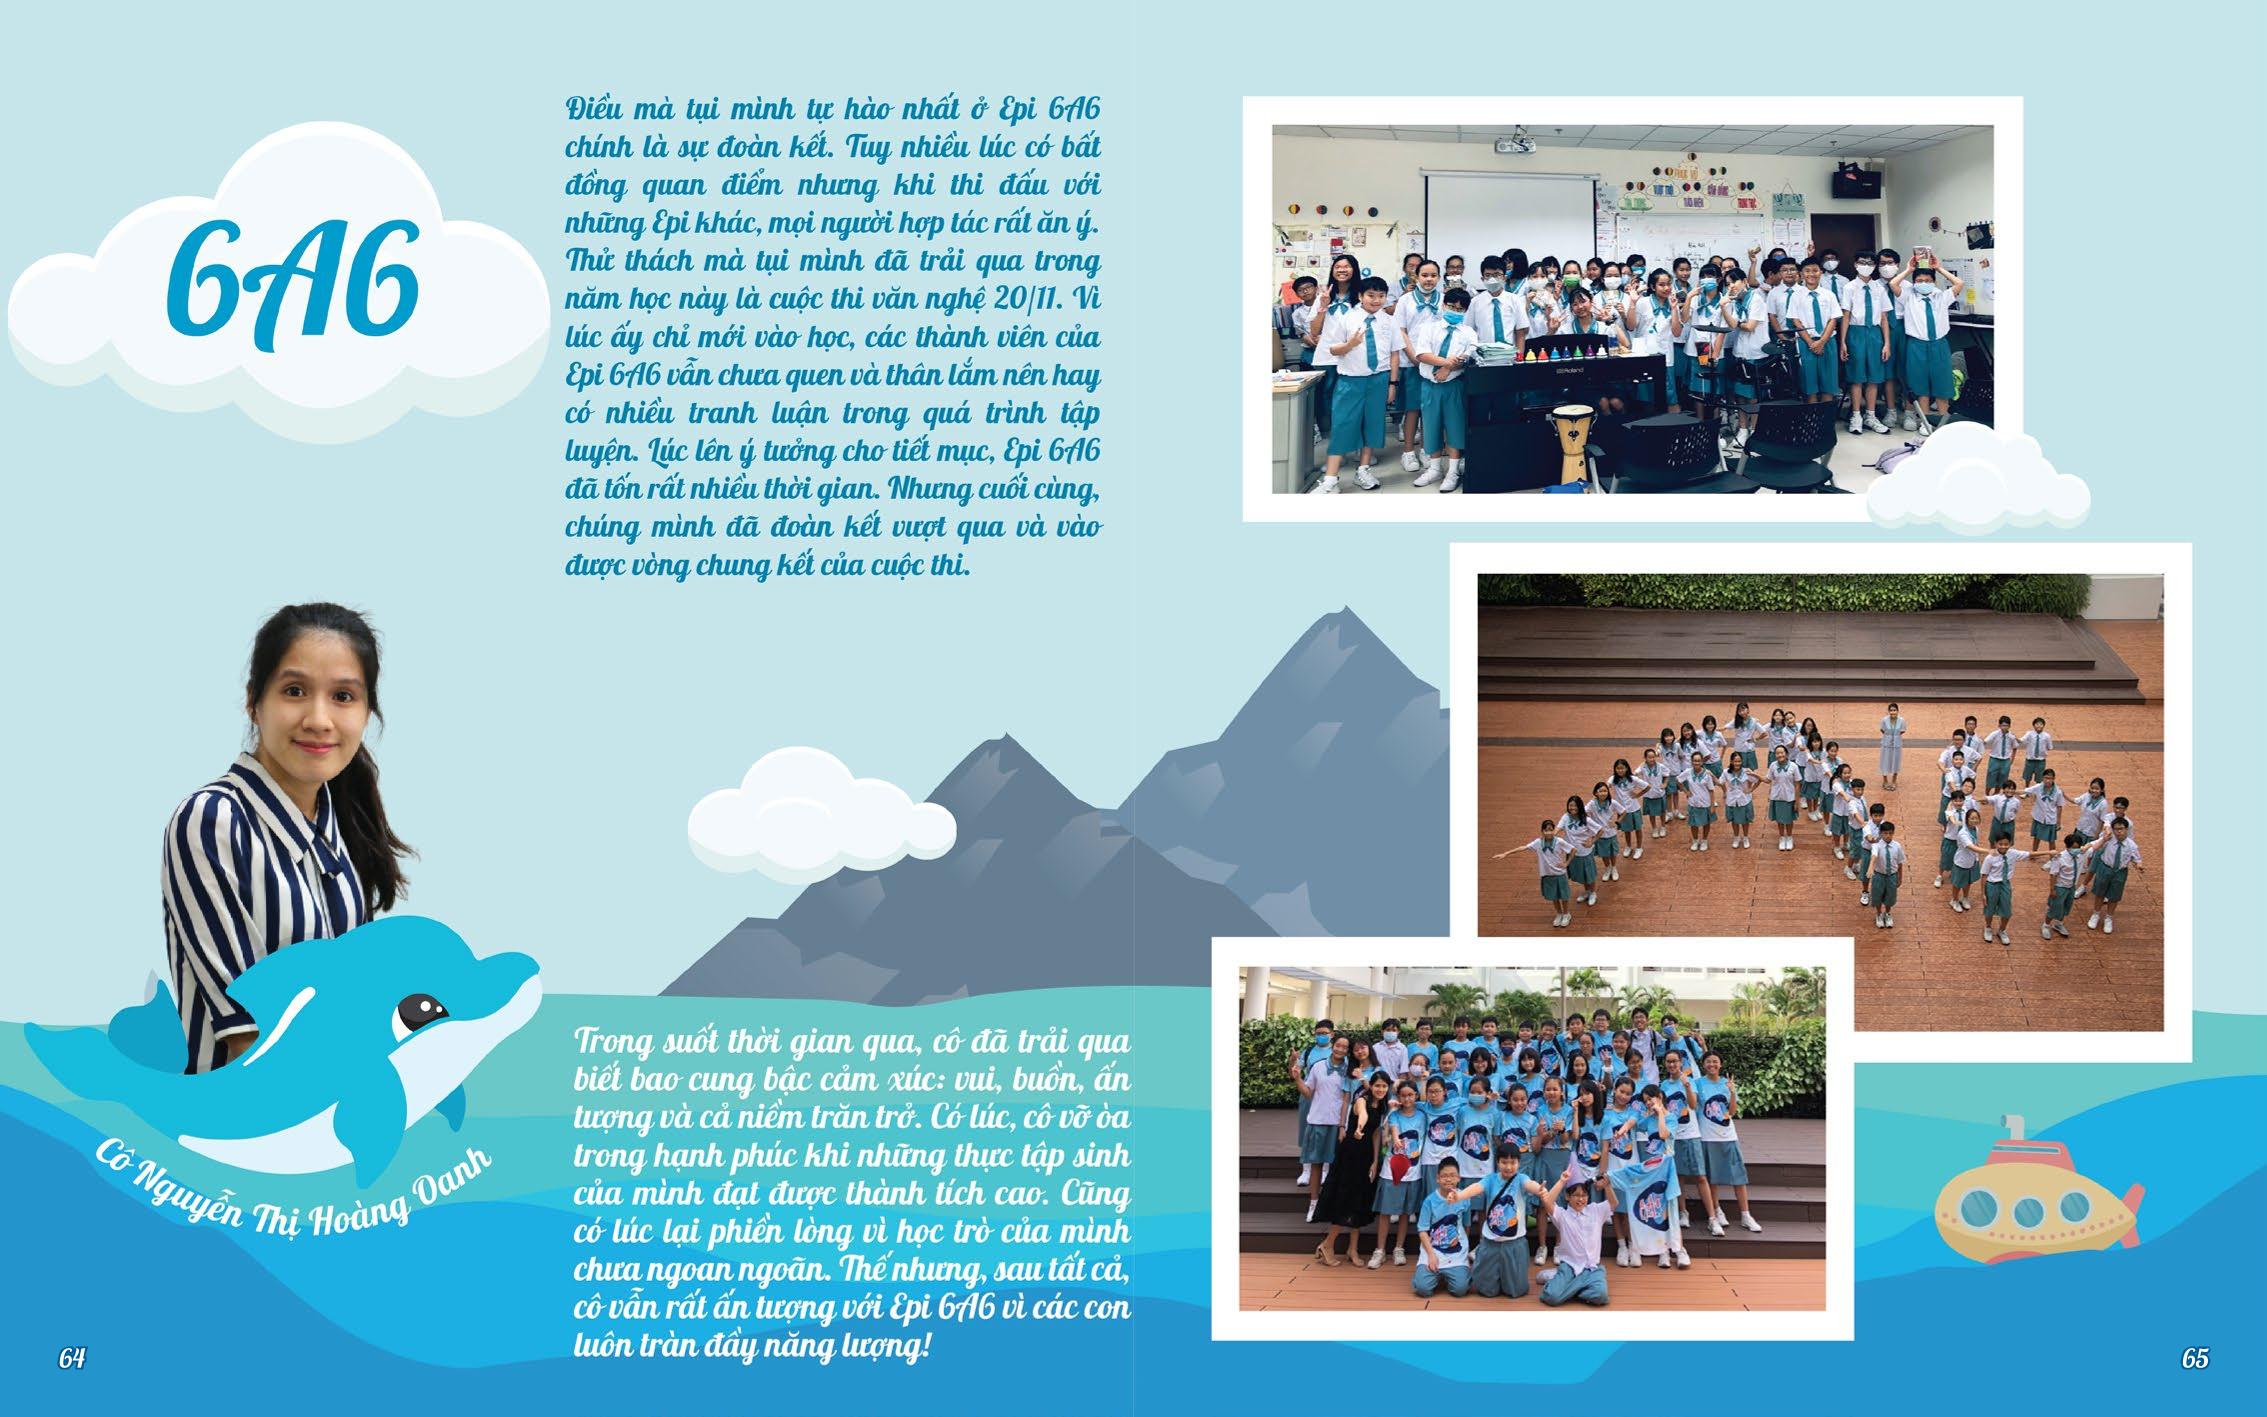 6A6
Điều mà tụi mình tự hào nhất ở Epi 6A6
chính là sự đoàn kết. Tuy nhiều lúc có bất
đồng quan điểm nhưng khi thi đấu với
những Epi khác, mọi người hợp tác rất ăn ý.
Thử thách mà tụi mình đã trải qua trong
năm học này là cuộc thi văn nghệ 20/11. Vì
lúc ấy chỉ mới vào học, các thành viên của
Epi 6A6 vẫn chưa quen và thân lắm nên hay
có nhiều tranh luận trong quá trình tập
luyện. Lúc lên ý tưởng cho tiết mục, Epi 6A6
đã tốn rất nhiều thời gian. Nhưng cuối cùng,
chúng mình đã đoàn kết vượt qua và vào
được vòng chung kết của cuộc thi.
Cô Nguyễn Thị Hoàng Oanh
Trong suốt thời gian qua, cô đã trải qua
biết bao cung bậc cảm xúc: vui, buồn, ấn
tượng và cả niềm trăn trở. Có lúc, cô vỡ òa
trong hạnh phúc khi những thực tập sinh
của mình đạt được thành tích cao. Cũng
có lúc lại phiền lòng vì học trò của mình
chưa ngoan ngoãn. Thế nhưng, sau tất cả,
cô vẫn rất ấn tượng với Epi 6A6 vì các con
luôn tràn đầy năng lượng!
64
Roland
65